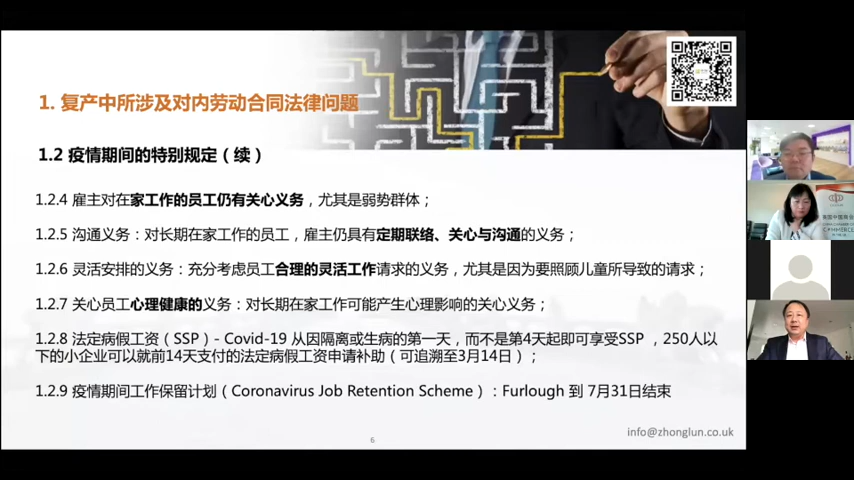 1. 复产中所涉及对内劳动合同法律问题
1.2 疫情期间的特别规定（续）
1.2.4 雇主对在家工作的员工仍有关心义务，尤其是弱势群体；
1.2.5 沟通义务：对长期在家工作的员工，雇主仍具有定期联络、关心与沟通的义务；
1.2.6 灵活安排的义务：充分考虑员工合理的灵活工作请求的义务，尤其是因为要照顾儿童所导致的请求；
1.2.7 关心员工心理健康的义务：对长期在家工作可能产生心理影响的关心义务；
1.2.8 法定病假工资（SSP）- Covid-19 从因隔离或生病的第一天，而不是第4天起即可享受SSP ，250人以
下的小企业可以就前14天支付的法定病假工资申请补助（可追溯至3月14日）；
1.2.9 疫情期间工作保留计划（Coronavirus Job Retention Scheme）：Furlough 到 7月31日结束
info@zhonglun.co.uk
6